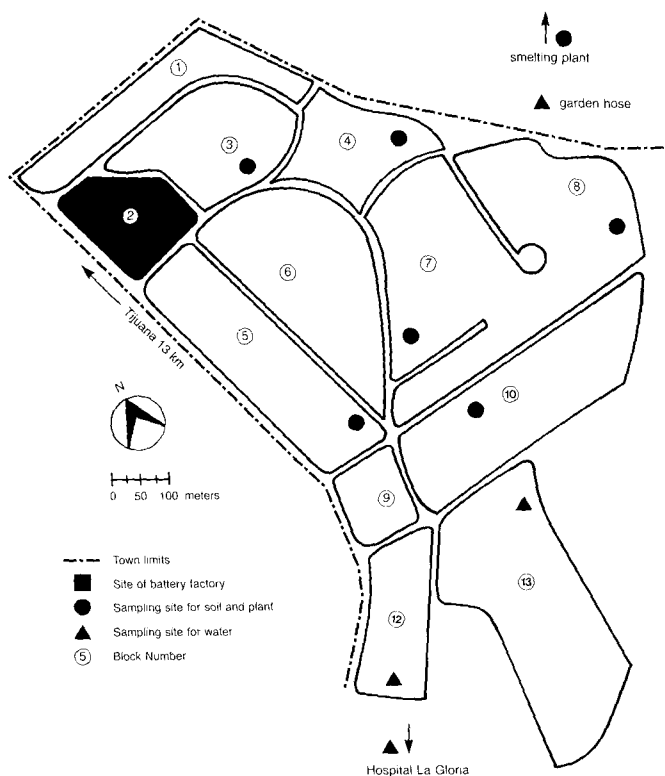 smelting plant
garden hose
1
3
4
8
2
6
7
5
Tijuana 13 km
10
N
0 50 100 meters
9
13
Town limits
Site of battery factory
Sampling site for soil and plant
Sampling site for water
5 Block Number
12
Hospital La Gloria